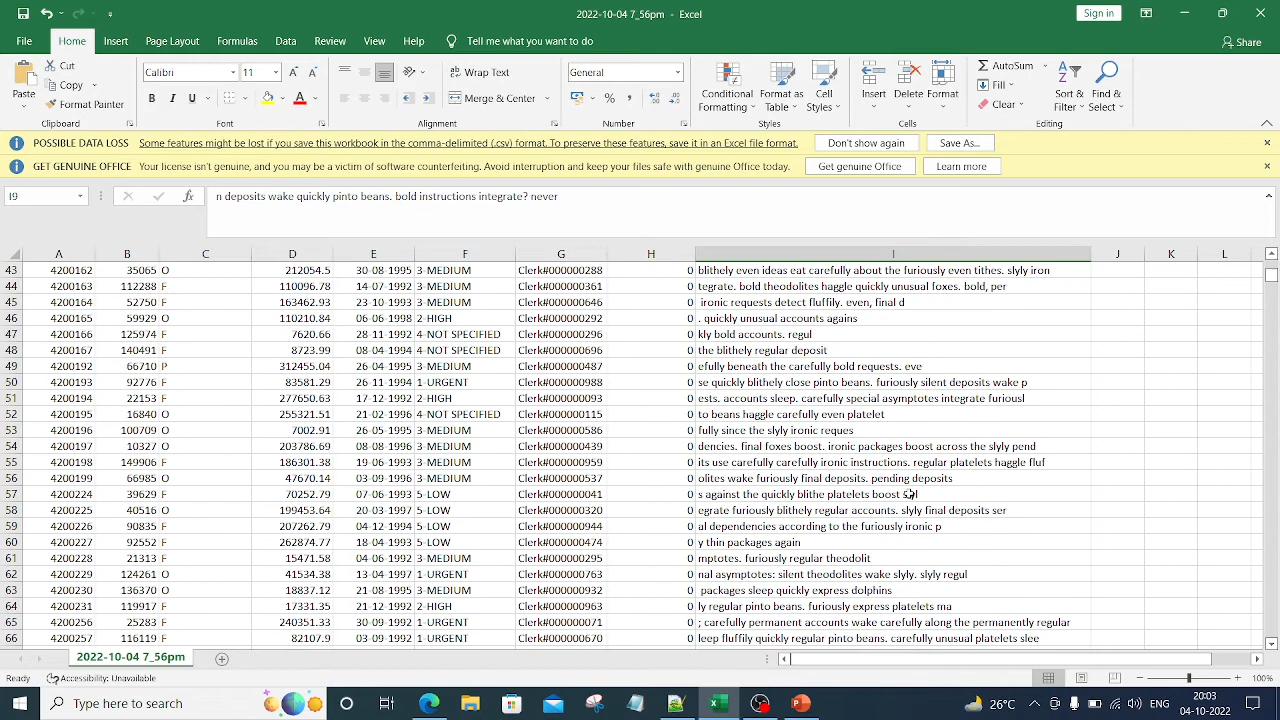 2022-10-04 7_56pm - Excel
Sign in
File Home Insert Page Layout Formulas Data Review View Help Tell me what you want to do Share
Paste Cut Copy Format Painter Clipboard
Calibri 11 B I U A Font
Wrap Text Merge & Center Alignment
General % , Number
Conditional Formatting Format as Table Cell Styles Styles
Insert Delete Format Cells
AutoSum Fill Clear Sort & Filter Find & Select Editing
POSSIBLE DATA LOSS Some features might be lost if you save this workbook in the comma-delimited (.csv) format. To preserve these features, save it in an Excel file format. Don't show again Save As...
GET GENUINE OFFICE Your license isn't genuine, and you may be a victim of software counterfeiting. Avoid interruption and keep your files safe with genuine Office today. Get genuine Office Learn more
I9 fx n deposits wake quickly pinto beans. bold instructions integrate? never
A B C D E F G H I J K L
43 4200162 35065 O 212054.5 30-08-1995 3-MEDIUM Clerk#000000288 0 blithely even ideas eat carefully about the furiously even tithes. slyly iron
44 4200163 112288 F 110096.78 14-07-1992 3-MEDIUM Clerk#000000361 0 tegrate. bold theodolites haggle quickly unusual foxes. bold, per
45 4200164 52750 F 163462.93 23-10-1993 3-MEDIUM Clerk#000000646 0 ironic requests detect fluffily. even, final d
46 4200165 59929 O 110210.84 06-06-1998 2-HIGH Clerk#000000292 0 . quickly unusual accounts agains
47 4200166 125974 F 7620.66 28-11-1992 4-NOT SPECIFIED Clerk#000000296 0 kly bold accounts. regul
48 4200167 140491 F 8723.99 08-04-1994 4-NOT SPECIFIED Clerk#000000696 0 the blithely regular deposit
49 4200192 66710 P 312455.04 26-04-1995 3-MEDIUM Clerk#000000487 0 efully beneath the carefully bold requests. eve
50 4200193 92776 F 83581.29 26-11-1994 1-URGENT Clerk#000000988 0 se quickly blithely close pinto beans. furiously silent deposits wake p
51 4200194 22153 F 277650.63 17-12-1992 2-HIGH Clerk#000000093 0 ests. accounts sleep. carefully special asymptotes integrate furiousl
52 4200195 16840 O 255321.51 21-02-1996 4-NOT SPECIFIED Clerk#000000115 0 to beans haggle carefully even platelet
53 4200196 100709 O 7002.91 26-05-1995 3-MEDIUM Clerk#000000586 0 fully since the slyly ironic reques
54 4200197 10327 O 203786.69 08-08-1996 3-MEDIUM Clerk#000000439 0 dencies. final foxes boost. ironic packages boost across the slyly pend
55 4200198 149906 F 186301.38 19-06-1993 3-MEDIUM Clerk#000000959 0 its use carefully carefully ironic instructions. regular platelets haggle fluf
56 4200199 66985 O 47670.14 03-09-1996 3-MEDIUM Clerk#000000537 0 olites wake furiously final deposits. pending deposits
57 4200224 39629 F 70252.79 07-06-1993 5-LOW Clerk#000000041 0 s against the quickly blithe platelets boost
58 4200225 40516 O 199453.64 20-03-1997 5-LOW Clerk#000000320 0 egrate furiously blithely regular accounts. slyly final deposits ser
59 4200226 90835 F 207262.79 04-12-1994 5-LOW Clerk#000000944 0 al dependencies according to the furiously ironic p
60 4200227 92552 F 262874.77 18-04-1993 5-LOW Clerk#000000474 0 y thin packages again
61 4200228 21313 F 15471.58 04-06-1992 3-MEDIUM Clerk#000000295 0 mptotes. furiously regular theodolit
62 4200229 124261 O 41534.38 13-04-1997 1-URGENT Clerk#000000763 0 nal asymptotes: silent theodolites wake slyly. slyly regul
63 4200230 136370 O 18837.12 21-08-1995 3-MEDIUM Clerk#000000932 0 packages sleep quickly express dolphins
64 4200231 119917 F 17331.35 21-12-1992 2-HIGH Clerk#000000963 0 ly regular pinto beans. furiously express platelets ma
65 4200256 25283 F 240351.33 30-09-1992 1-URGENT Clerk#000000071 0 ; carefully permanent accounts wake carefully along the permanently regular
66 4200257 116119 F 82107.9 03-09-1992 1-URGENT Clerk#000000670 0 leep fluffily quickly regular pinto beans. carefully unusual platelets slee
2022-10-04 7_56pm
Ready Accessibility: Unavailable 100%
Type here to search 26°C ENG 20:03
04-10-2022